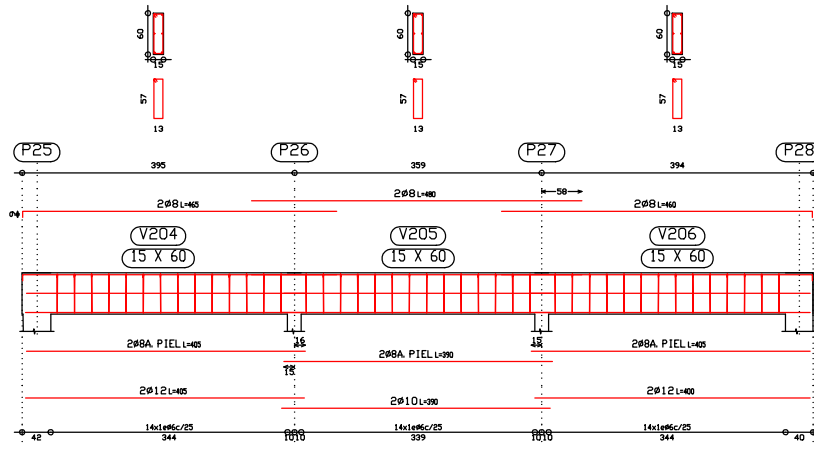 60 60 60
15 15 15
57 57 57
13 13 13
P25 P26 P27 P28
395 359 394
58
2Ø8 L=480
2Ø8 L=465 2Ø8 L=460
9
V204 V205 V206
15 X 60 15 X 60 15 X 60
16 15
2Ø8A. PIEL L=405 2Ø8A. PIEL L=405
2Ø8A. PIEL L=390
15
2Ø12 L=405 2Ø12 L=400
2Ø10 L=390
14x1eØ6c/25 14x1eØ6c/25 14x1eØ6c/25
42 344 10 10 339 10 10 344 40